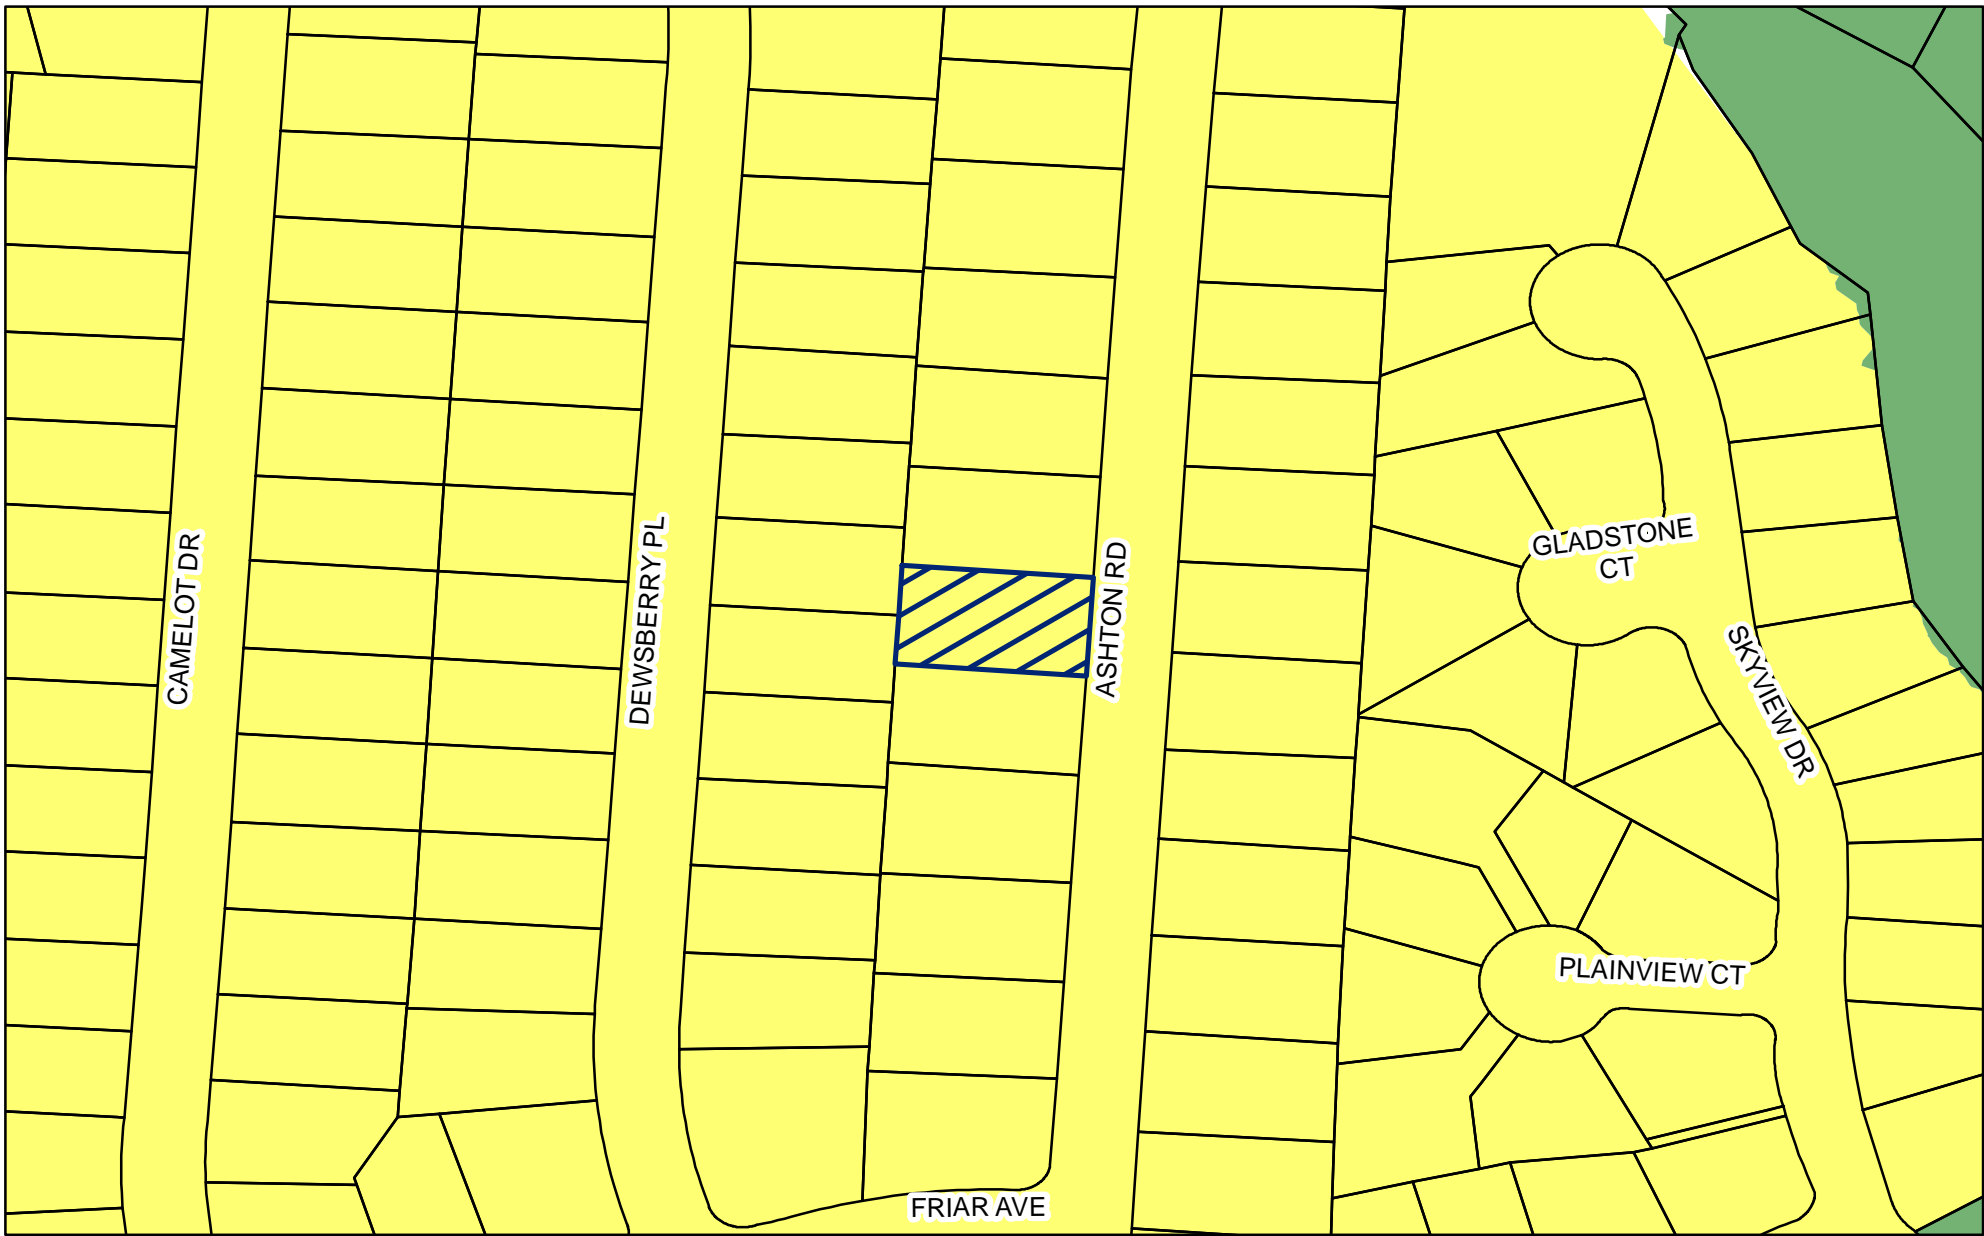 CAMELOT DR
DEWSBERRY PL
ASHTON RD
GLADSTONE
CT
SKYVIEW DR
PLAINVIEW CT
FRIAR AVE